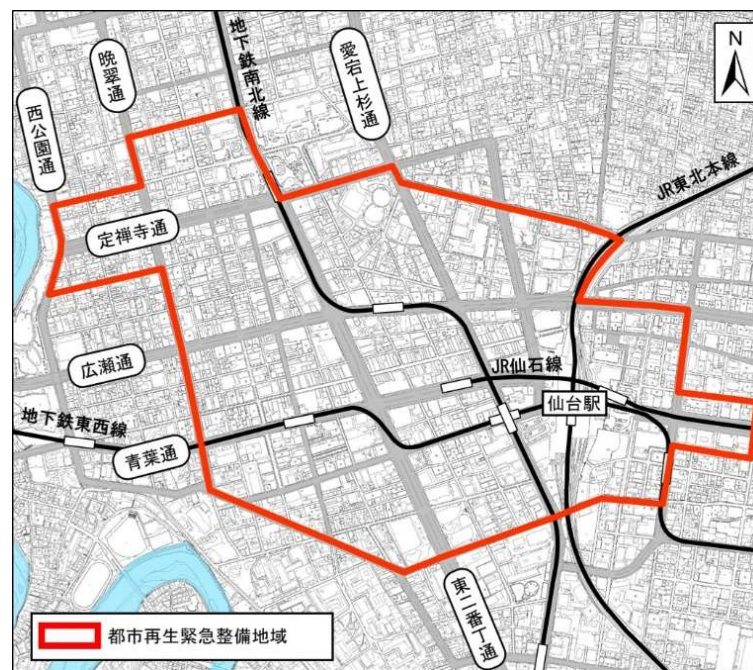 地下鉄南北線
愛宕上杉通
N
晩翠通
西公園通
JR東北本線
定禅寺通
広瀬通
JR仙石線
仙台駅
地下鉄東西線
青葉通
東二番丁通
都市再生緊急整備地域